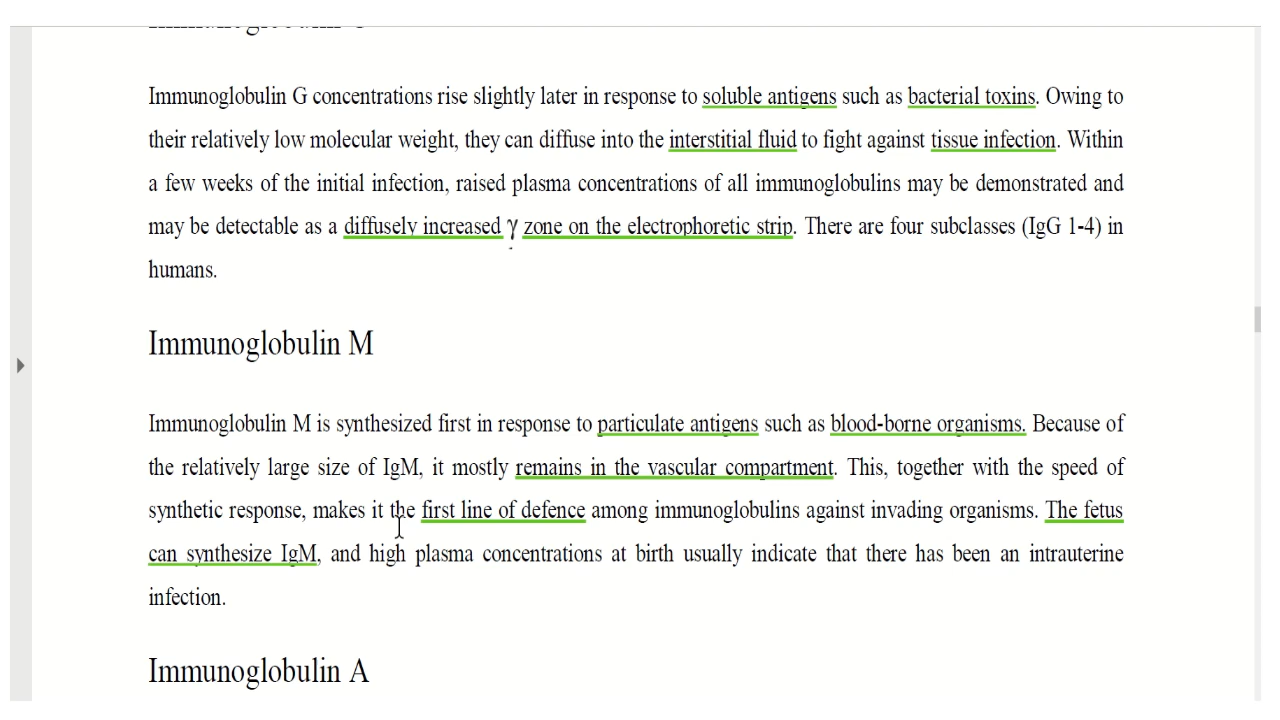 Immunoglobulin G concentrations rise slightly later in response to soluble antigens such as bacterial toxins. Owing to
their relatively low molecular weight, they can diffuse into the interstitial fluid to fight against tissue infection. Within
a few weeks of the initial infection, raised plasma concentrations of all immunoglobulins may be demonstrated and
may be detectable as a diffusely increased γ zone on the electrophoretic strip. There are four subclasses (IgG 1-4) in
humans.
Immunoglobulin M
Immunoglobulin M is synthesized first in response to particulate antigens such as blood-borne organisms. Because of
the relatively large size of IgM, it mostly remains in the vascular compartment. This, together with the speed of
synthetic response, makes it the first line of defence among immunoglobulins against invading organisms. The fetus
can synthesize IgM, and high plasma concentrations at birth usually indicate that there has been an intrauterine
infection.
Immunoglobulin A